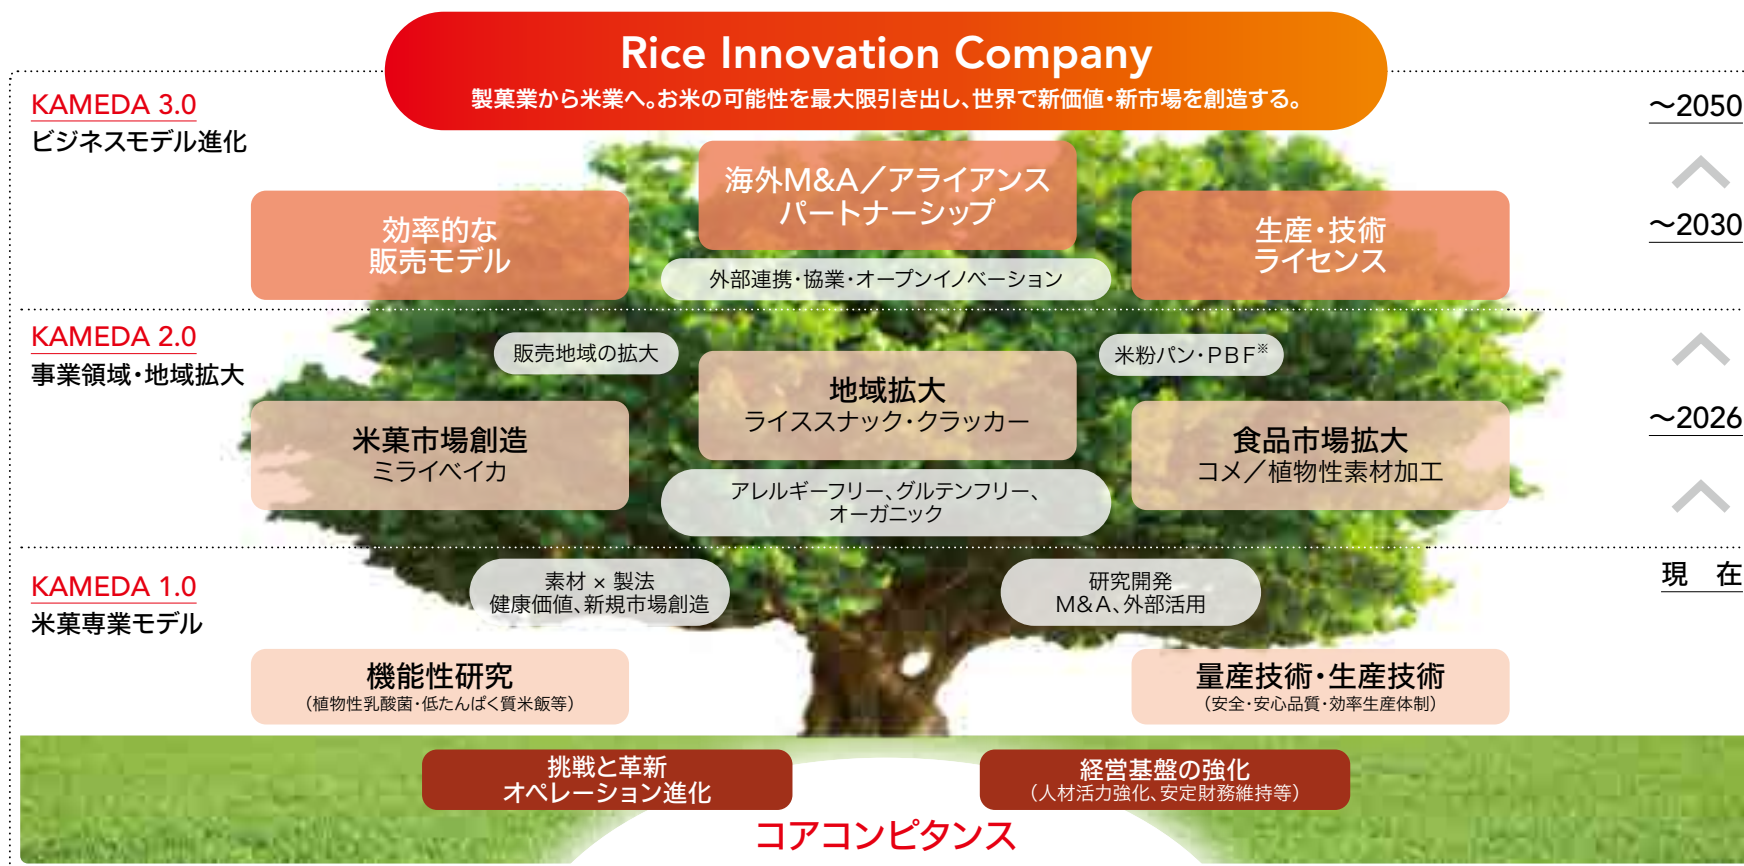 Rice Innovation Company
製菓業から米業へ。お米の可能性を最大限引き出し、世界で新価値・新市場を創造する。
KAMEDA 3.0
ビジネスモデル進化
～2050
海外M&A／アライアンス
パートナーシップ
効率的な
販売モデル
生産・技術
ライセンス
～2030
外部連携・協業・オープンイノベーション
KAMEDA 2.0
事業領域・地域拡大
販売地域の拡大
米粉パン・PBF※
地域拡大
ライススナック・クラッカー
米菓市場創造
ミライベイカ
食品市場拡大
コメ／植物性素材加工
～2026
アレルギーフリー、グルテンフリー、
オーガニック
KAMEDA 1.0
米菓専業モデル
素材 × 製法
健康価値、新規市場創造
研究開発
M&A、外部活用
現 在
機能性研究
（植物性乳酸菌・低たんぱく質米飯等）
量産技術・生産技術
（安全・安心品質・効率生産体制）
挑戦と革新
オペレーション進化
経営基盤の強化
（人材活力強化、安定財務維持等）
コアコンピタンス